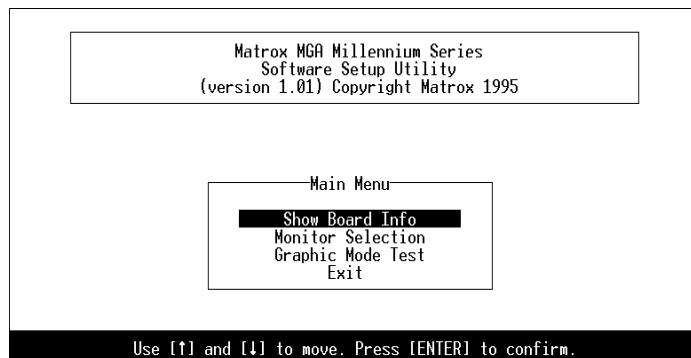 Matrox MGA Millennium Series
Software Setup Utility
(version 1.01) Copyright Matrox 1995
Main Menu
Show Board Info
Monitor Selection
Graphic Mode Test
Exit
Use [↑] and [↓] to move. Press [ENTER] to confirm.